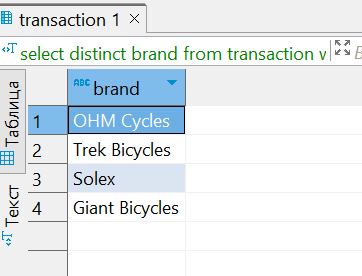 transaction 1
select distinct brand from transaction w
ABC brand
1 OHM Cycles
2 Trek Bicycles
3 Solex
4 Giant Bicycles
Таблица
Текст